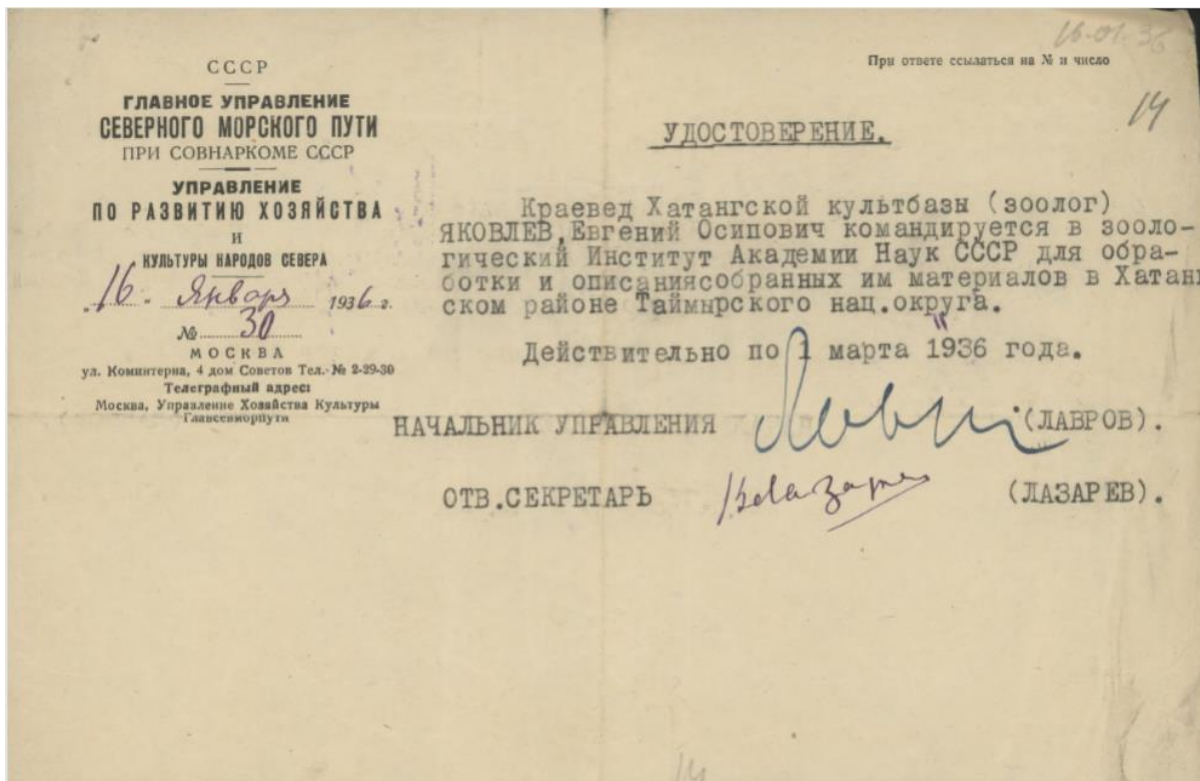 16-01-36
При ответе ссылаться на № и число
14
СССР
ГЛАВНОЕ УПРАВЛЕНИЕ
СЕВЕРНОГО МОРСКОГО ПУТИ
ПРИ СОВНАРКОМЕ СССР
УПРАВЛЕНИЕ
ПО РАЗВИТИЮ ХОЗЯЙСТВА
И
КУЛЬТУРЫ НАРОДОВ СЕВЕРА
"16" Января 1936 г.
№ 30
МОСКВА
ул. Коминтерна, 4 дом Советов Тел. № 2-29-30
Телеграфный адрес:
Москва, Управление Хозяйства Культуры
Главсевморпути
УДОСТОВЕРЕНИЕ.
Краевед Хатангской культбазы (зоолог)
ЯКОВЛЕВ,Евгений Осипович командируется в зооло-
гический Институт Академии Наук СССР для обра-
ботки и описаниясобранных им материалов в Хатанг
ском районе Таймырского нац.округа.
Действительно по 1 марта 1936 года.
НАЧАЛЬНИК УПРАВЛЕНИЯ (ЛАВРОВ).
ОТВ.СЕКРЕТАРЬ (ЛАЗАРЕВ).
14